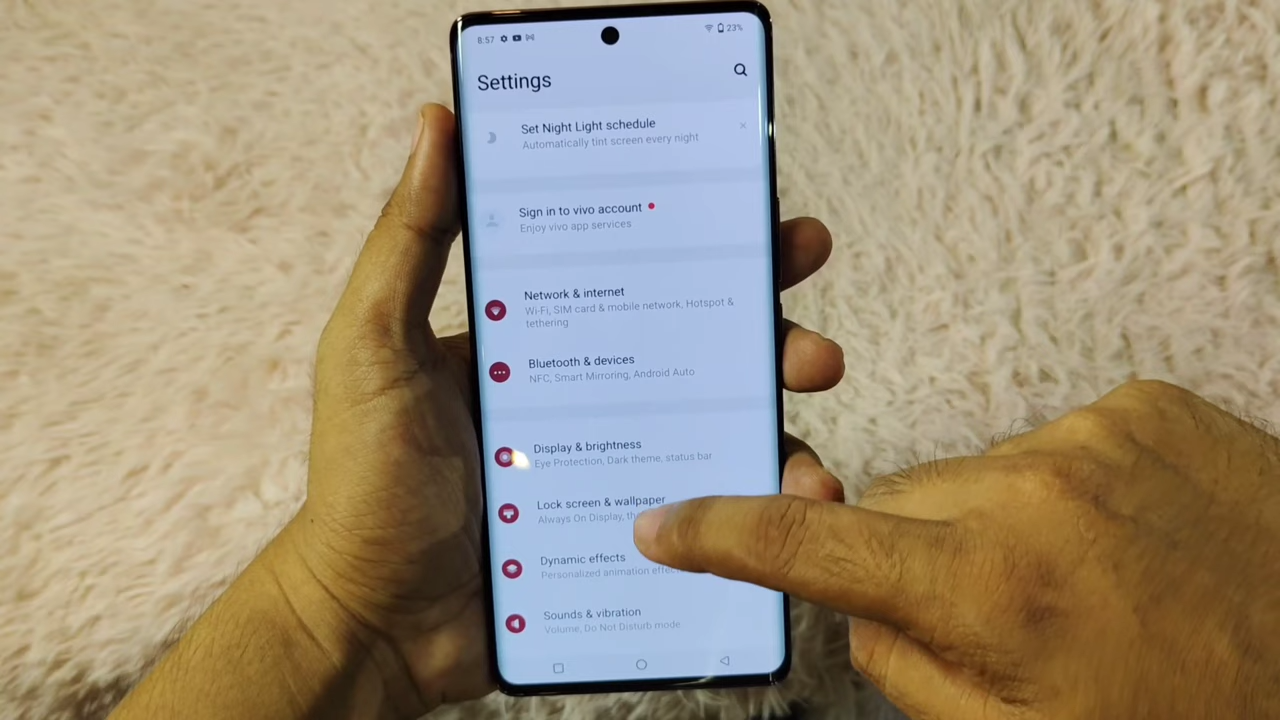 8:57
23%
Settings
Set Night Light schedule
Automatically tint screen every night
Sign in to vivo account
Enjoy vivo app services
Network & internet
Wi-Fi, SIM card & mobile network, Hotspot &
tethering
Bluetooth & devices
NFC, Smart Mirroring, Android Auto
Display & brightness
Eye Protection, Dark theme, status bar
Lock screen & wallpaper
Always On Display,
Dynamic effects
Personalized animation
Sounds & vibration
Volume, Do Not Disturb mode